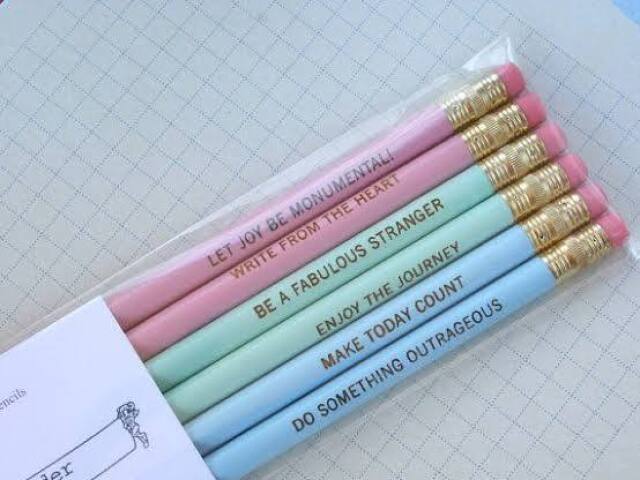 LET JOY BE MONUMENTAL!
WRITE FROM THE HEART
BE A FABULOUS STRANGER
ENJOY THE JOURNEY
MAKE TODAY COUNT
DO SOMETHING OUTRAGEOUS